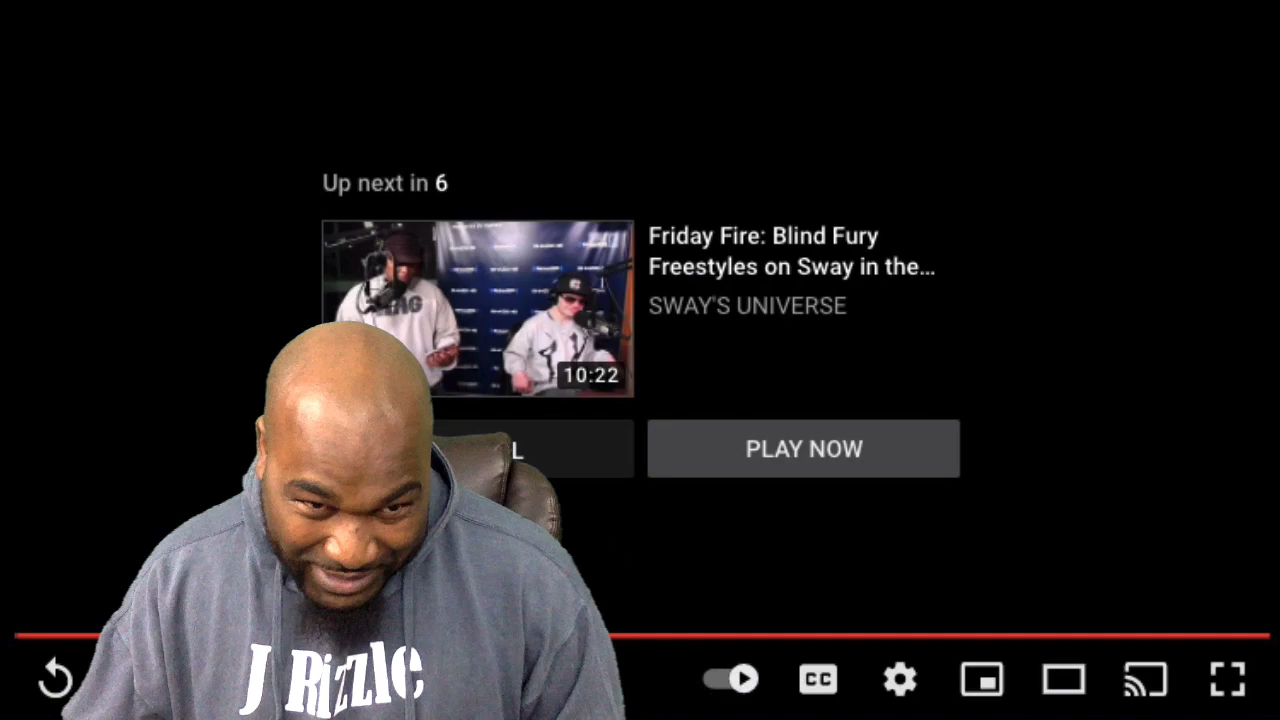 Up next in 6
Friday Fire: Blind Fury
Freestyles on Sway in the...
SWAY'S UNIVERSE
10:22
L
PLAY NOW
J Rizzle
CC